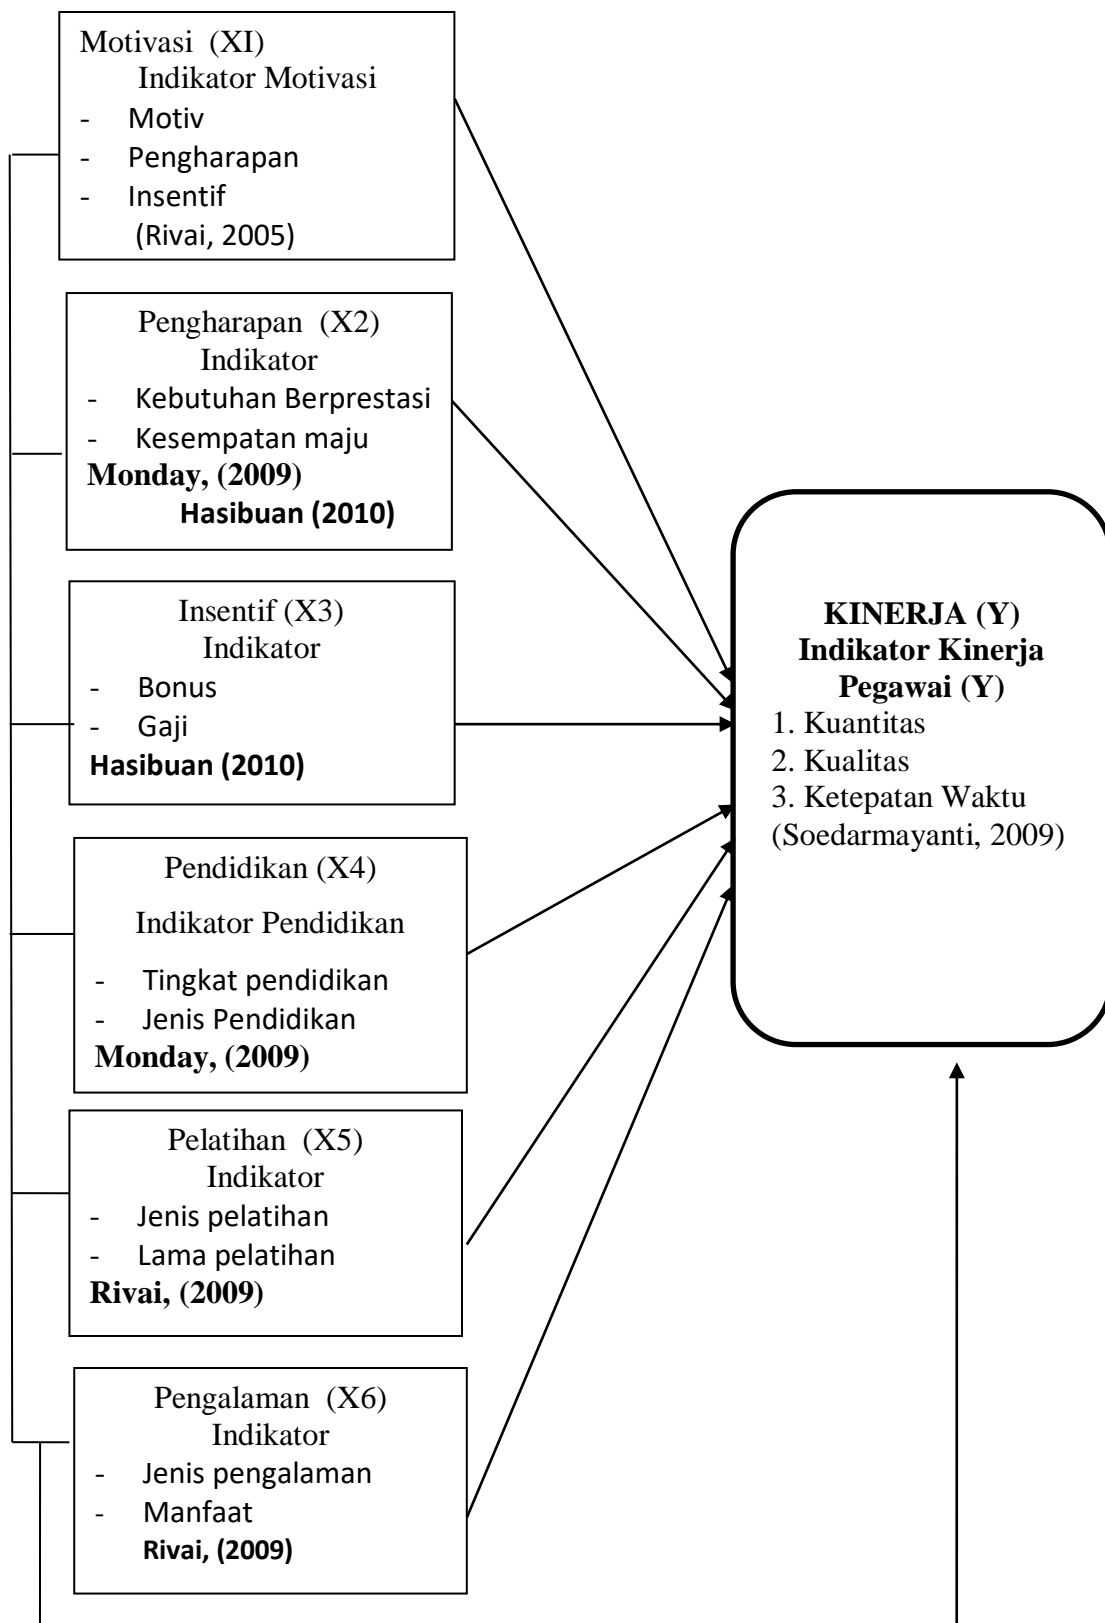 Motivasi (XI)
Indikator Motivasi
- Motiv
- Pengharapan
- Insentif
(Rivai, 2005)
Pengharapan (X2)
Indikator
- Kebutuhan Berprestasi
- Kesempatan maju
Monday, (2009)
Hasibuan (2010)
Insentif (X3)
Indikator
- Bonus
- Gaji
Hasibuan (2010)
Pendidikan (X4)
Indikator Pendidikan
- Tingkat pendidikan
- Jenis Pendidikan
Monday, (2009)
Pelatihan (X5)
Indikator
- Jenis pelatihan
- Lama pelatihan
Rivai, (2009)
Pengalaman (X6)
Indikator
- Jenis pengalaman
- Manfaat
Rivai, (2009)
KINERJA (Y)
Indikator Kinerja
Pegawai (Y)
1. Kuantitas
2. Kualitas
3. Ketepatan Waktu
(Soedarmayanti, 2009)